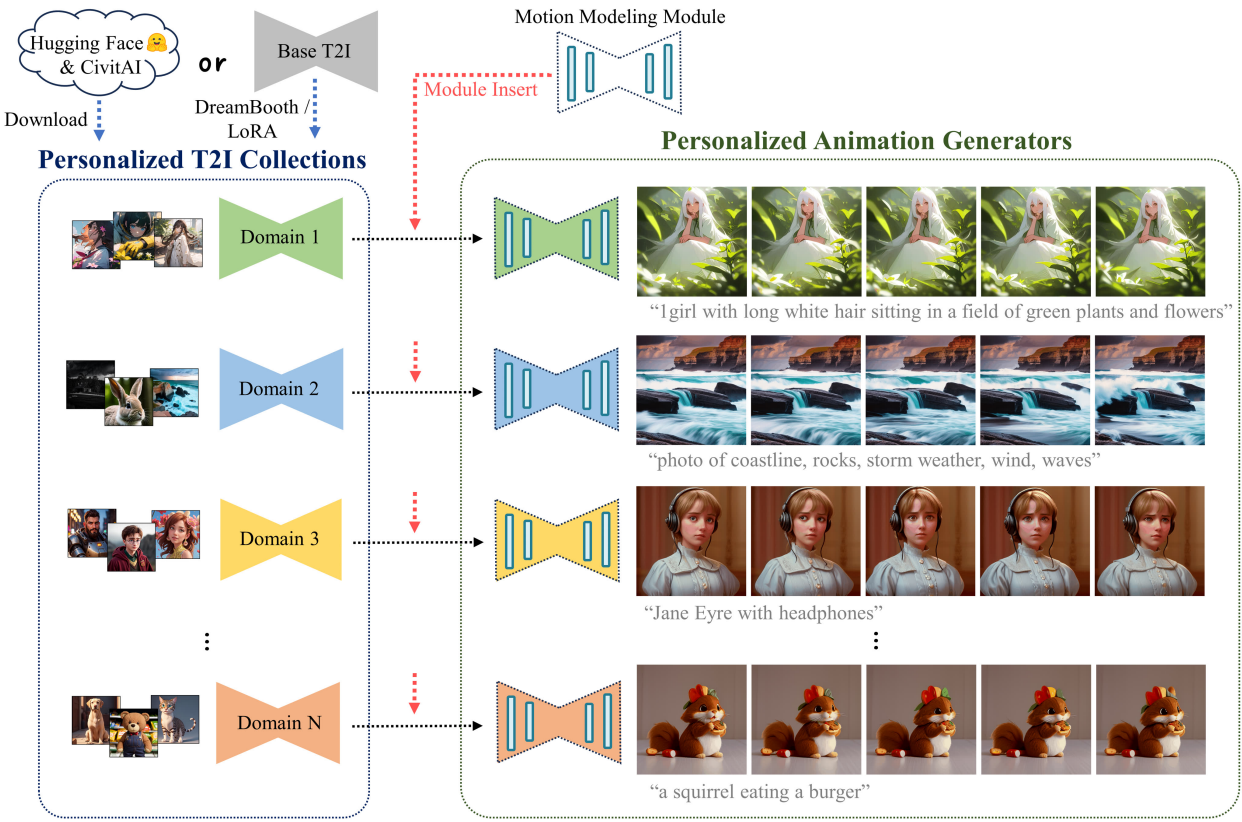 Motion Modeling Module
Hugging Face 🤗
& CivitAI
or
Base T2I
Module Insert
Download
DreamBooth /
LoRA
Personalized T2I Collections
Personalized Animation Generators
Domain 1
“1girl with long white hair sitting in a field of green plants and flowers”
Domain 2
“photo of coastline, rocks, storm weather, wind, waves”
Domain 3
“Jane Eyre with headphones”
...
...
Domain N
“a squirrel eating a burger”